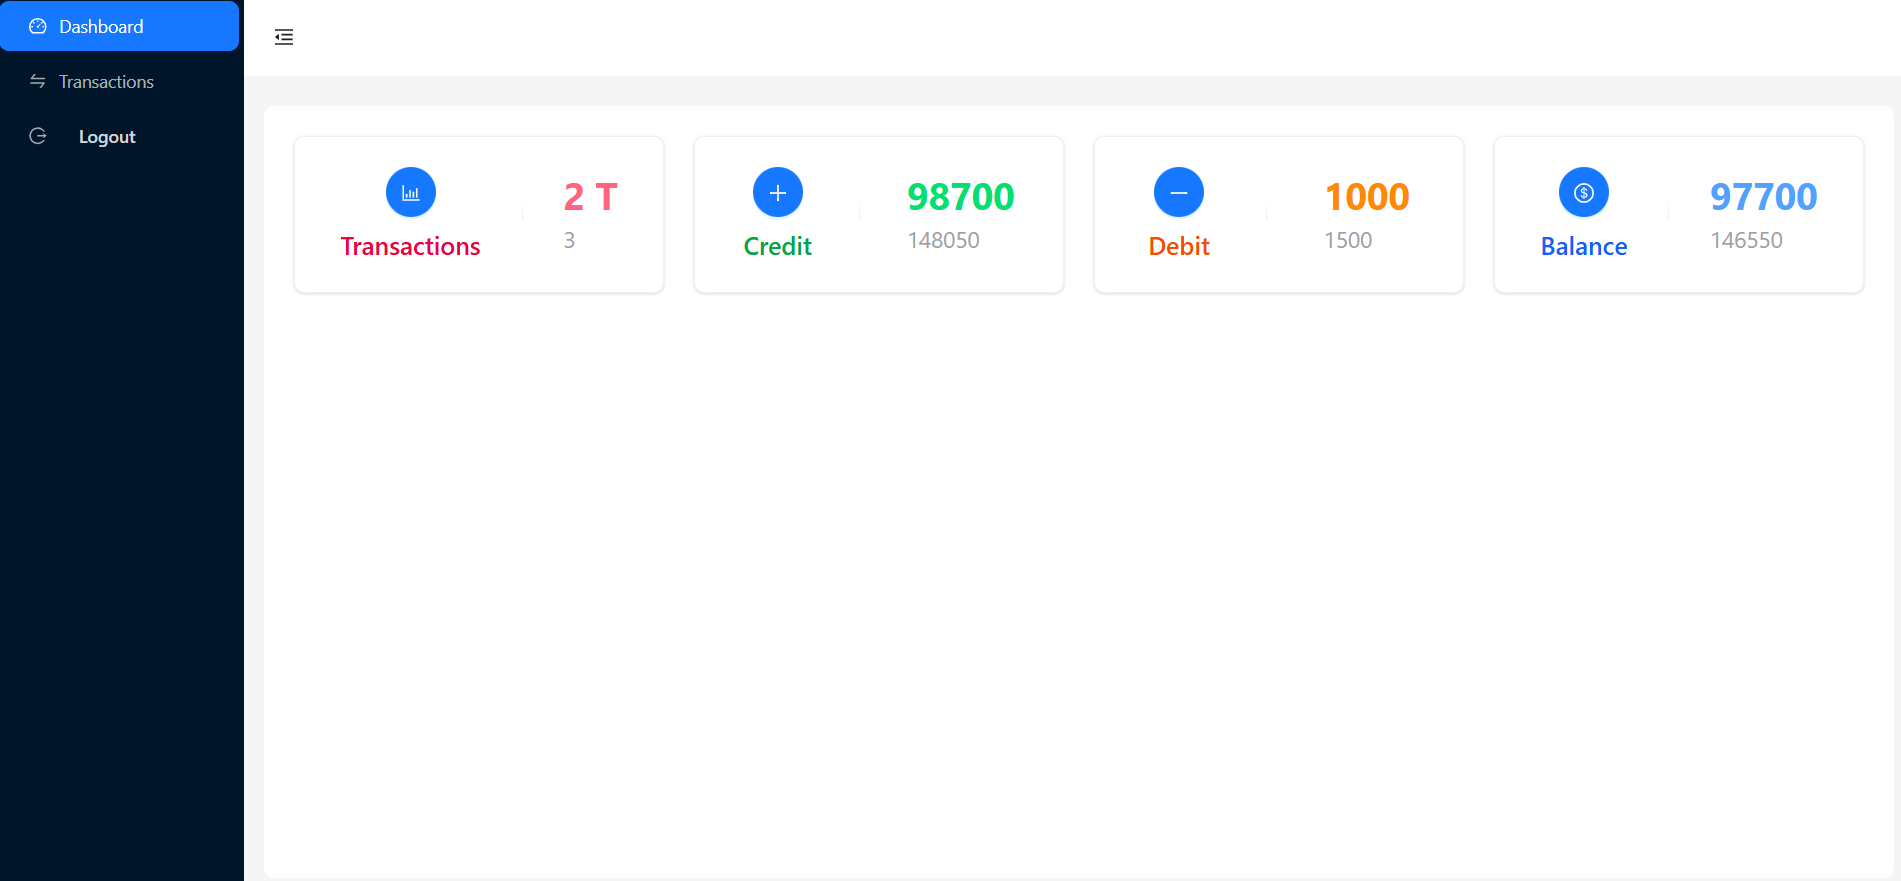 Dashboard
Transactions
Logout
Transactions
2 T
3
Credit
98700
148050
Debit
1000
1500
Balance
97700
146550